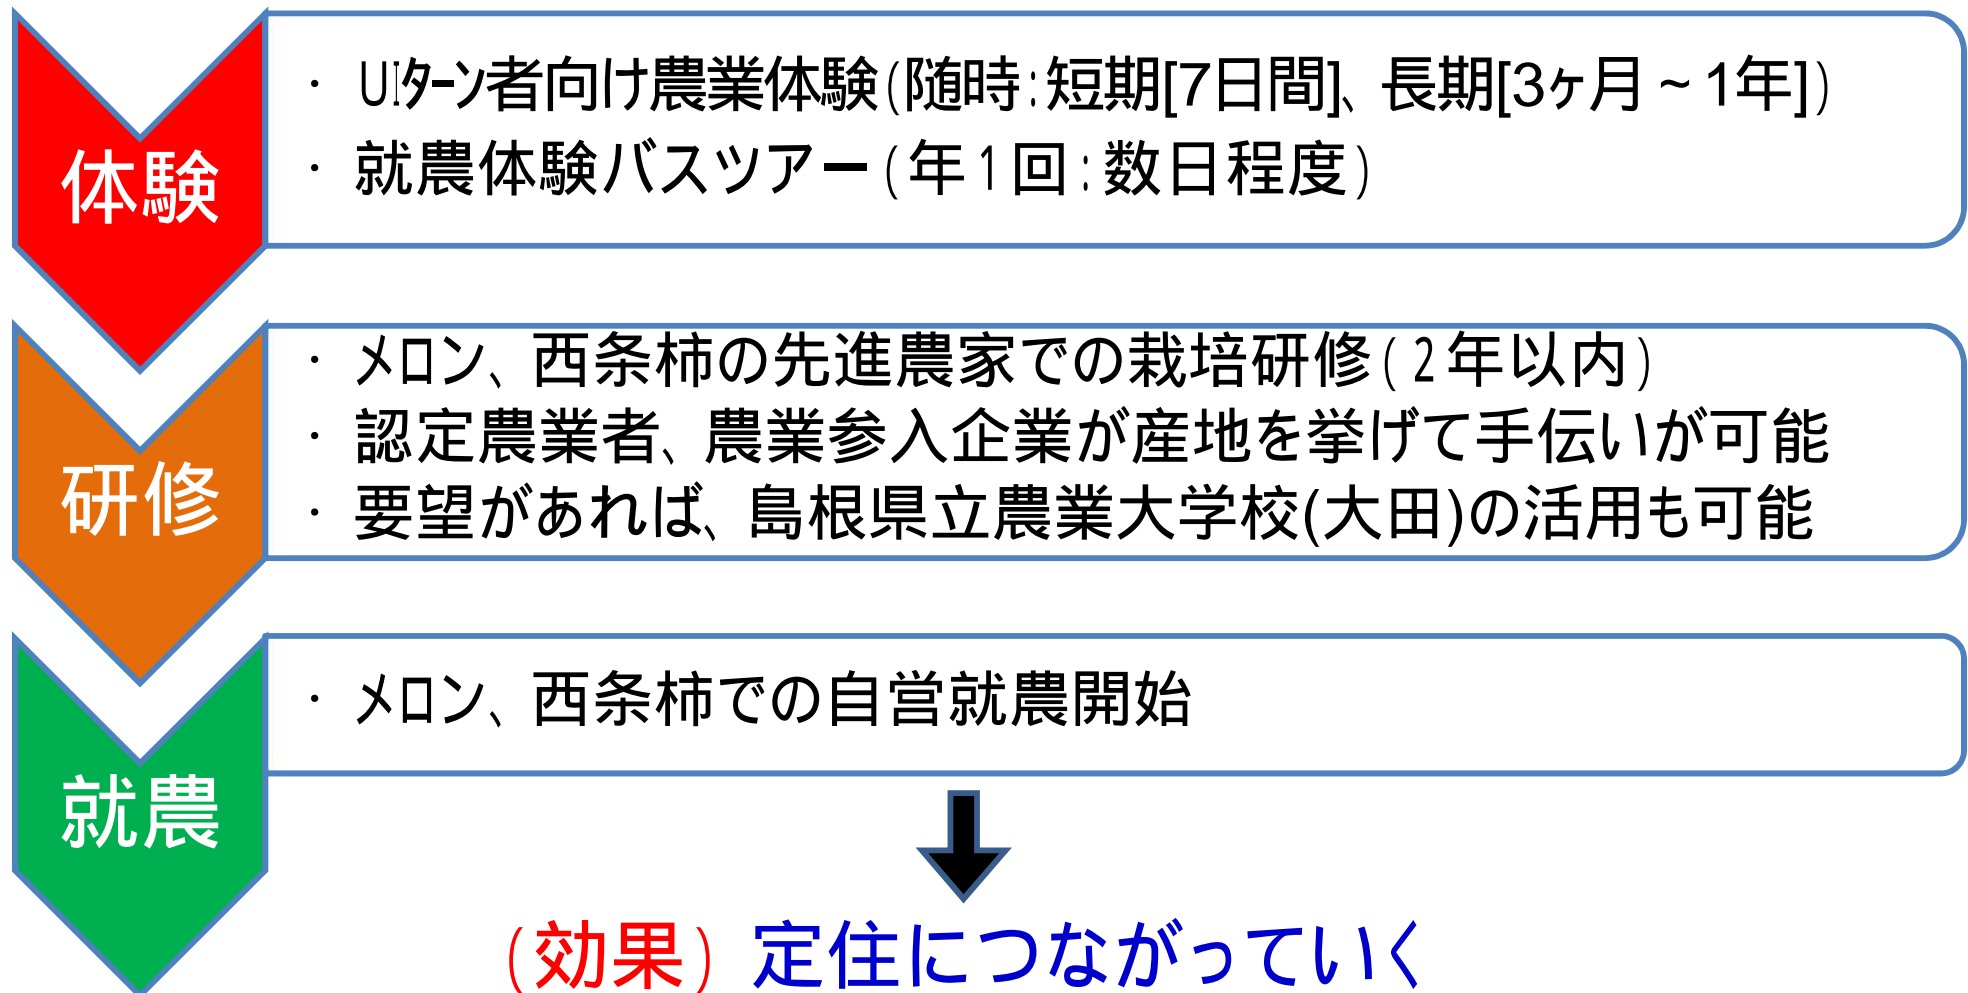 体験
・ UIターン者向け農業体験(随時:短期[7日間]、長期[3ヶ月~1年])
・ 就農体験バスツアー(年1回:数日程度)
研修
・ メロン、西条柿の先進農家での栽培研修(2年以内)
・ 認定農業者、農業参入企業が産地を挙げて手伝いが可能
・ 要望があれば、島根県立農業大学校(大田)の活用も可能
就農
・ メロン、西条柿での自営就農開始
(効果)定住につながっていく